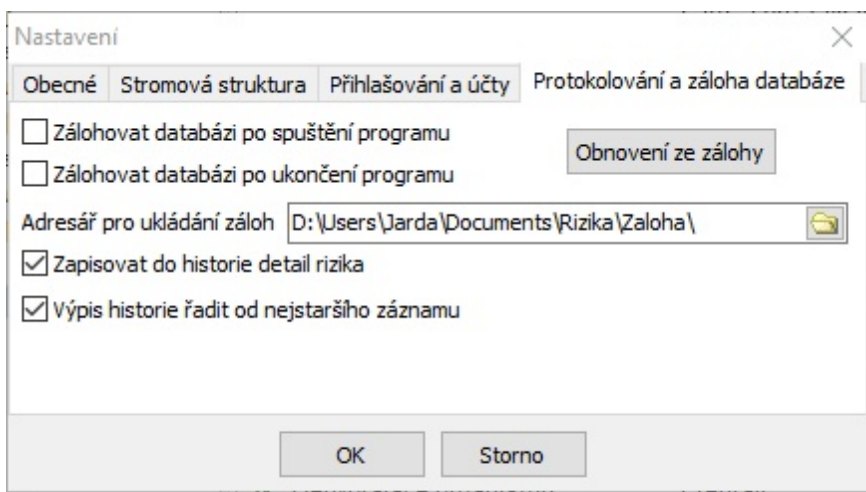 Nastavení
Obecné Stromová struktura Přihlašování a účty Protokolování a záloha databáze
Zálohovat databázi po spuštění programu
Obnovení ze zálohy
Zálohovat databázi po ukončení programu
Adresář pro ukládání záloh D:\Users\Jarda\Documents\Rizika\Zaloha\
Zapisovat do historie detail rizika
Výpis historie řadit od nejstaršího záznamu
OK Storno